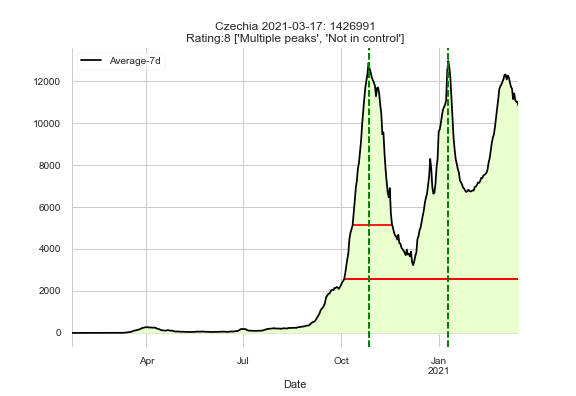 Czechia 2021-03-17: 1426991
Rating:8 ['Multiple peaks', 'Not in control']
Average-7d
12000
10000
8000
6000
4000
2000
0
Apr
Jul
Oct
Jan
2021
Date